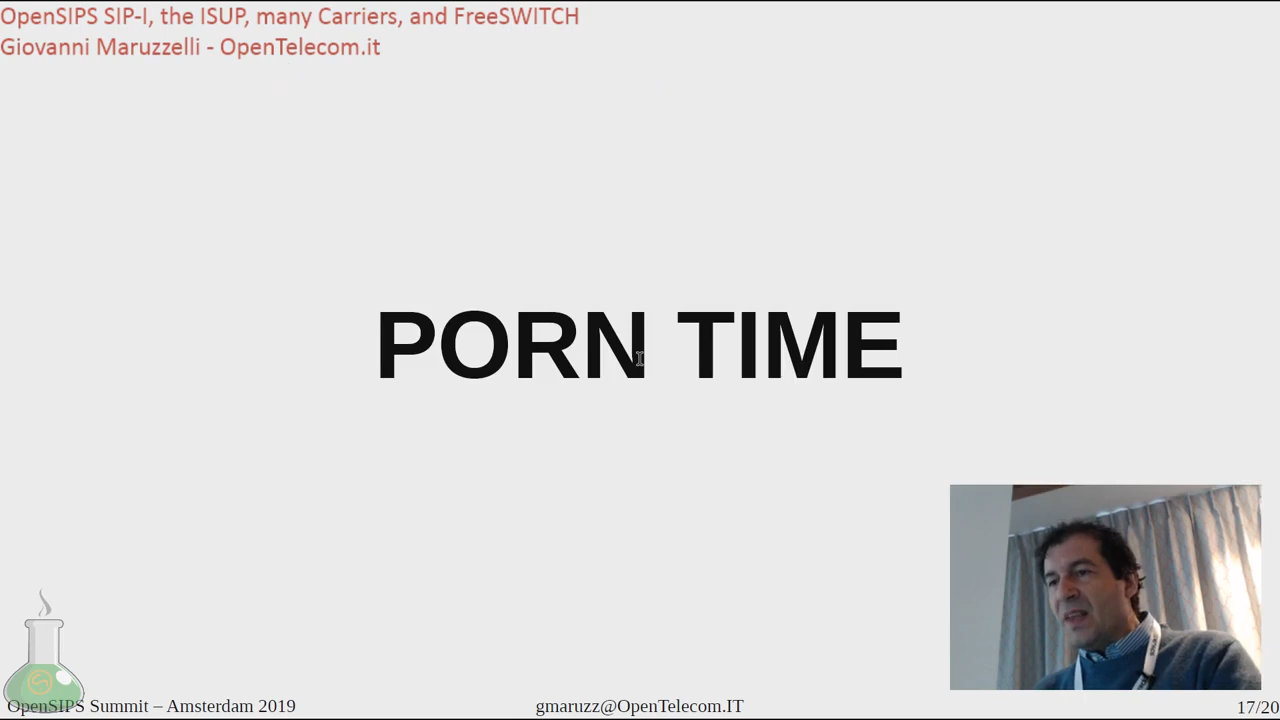 OpenSIPS SIP-I, the ISUP, many Carriers, and FreeSWITCH
Giovanni Maruzzelli - OpenTelecom.it
PORN TIME
OpenSIPS Summit – Amsterdam 2019
gmaruzz@OpenTelecom.IT
17/20